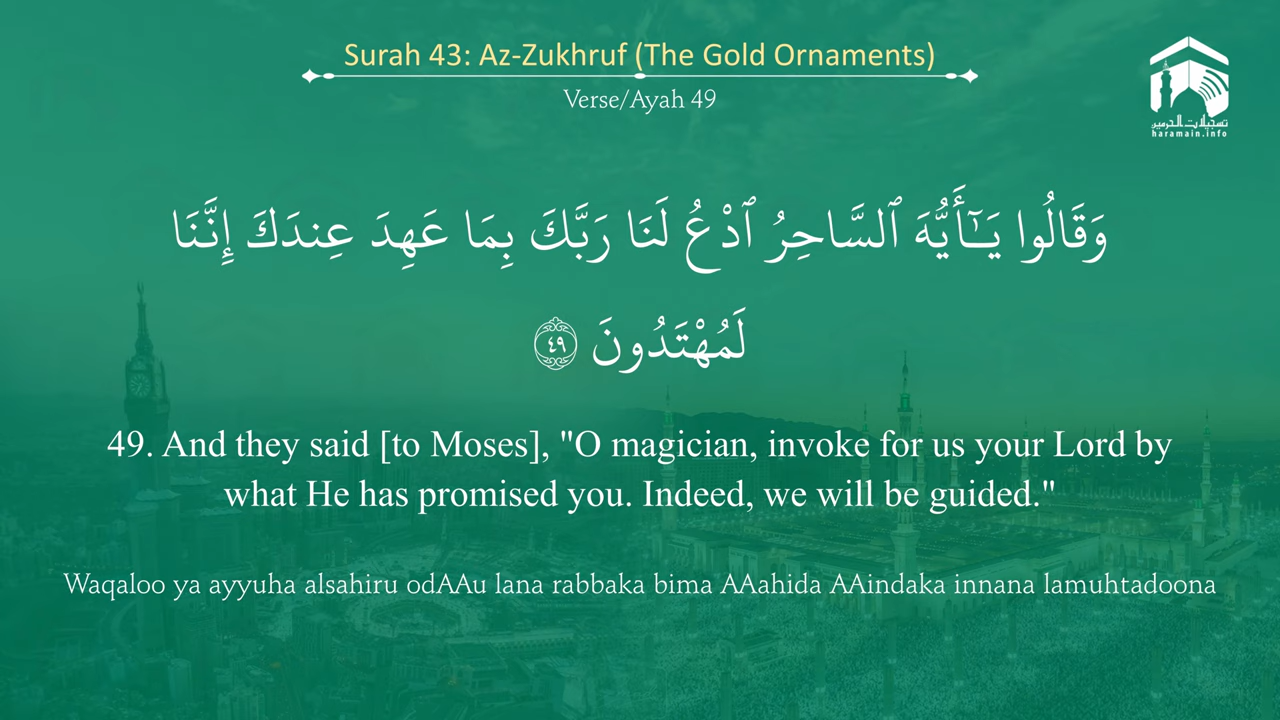 Surah 43: Az-Zukhruf (The Gold Ornaments)
Verse/Ayah 49
تسجيلات الحرمين
haramain.info
وَقَالُوا يَـٰٓأَيُّهَ ٱلسَّاحِرُ ٱدْعُ لَنَا رَبَّكَ بِمَا عَهِدَ عِندَكَ إِنَّنَا
لَمُهْتَدُونَ ٤٩
49. And they said [to Moses], "O magician, invoke for us your Lord by
what He has promised you. Indeed, we will be guided."
Waqaloo ya ayyuha alsahiru odAAu lana rabbaka bima AAahida AAindaka innana lamuhtadoona